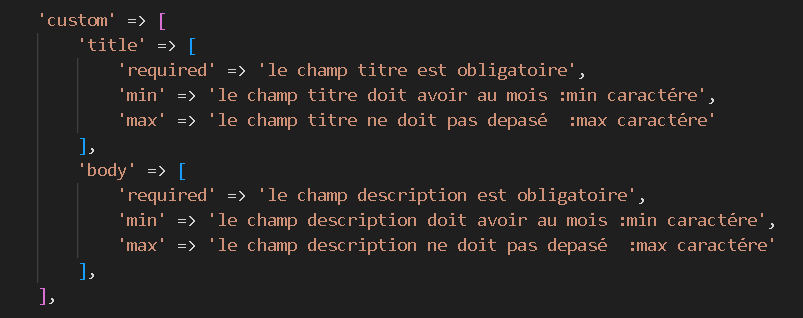 'custom' => [
'title' => [
'required' => 'le champ titre est obligatoire',
'min' => 'le champ titre doit avoir au mois :min caractére',
'max' => 'le champ titre ne doit pas depasé  :max caractére'
],
'body' => [
'required' => 'le champ description est obligatoire',
'min' => 'le champ description doit avoir au mois :min caractére',
'max' => 'le champ description ne doit pas depasé  :max caractére'
],
],